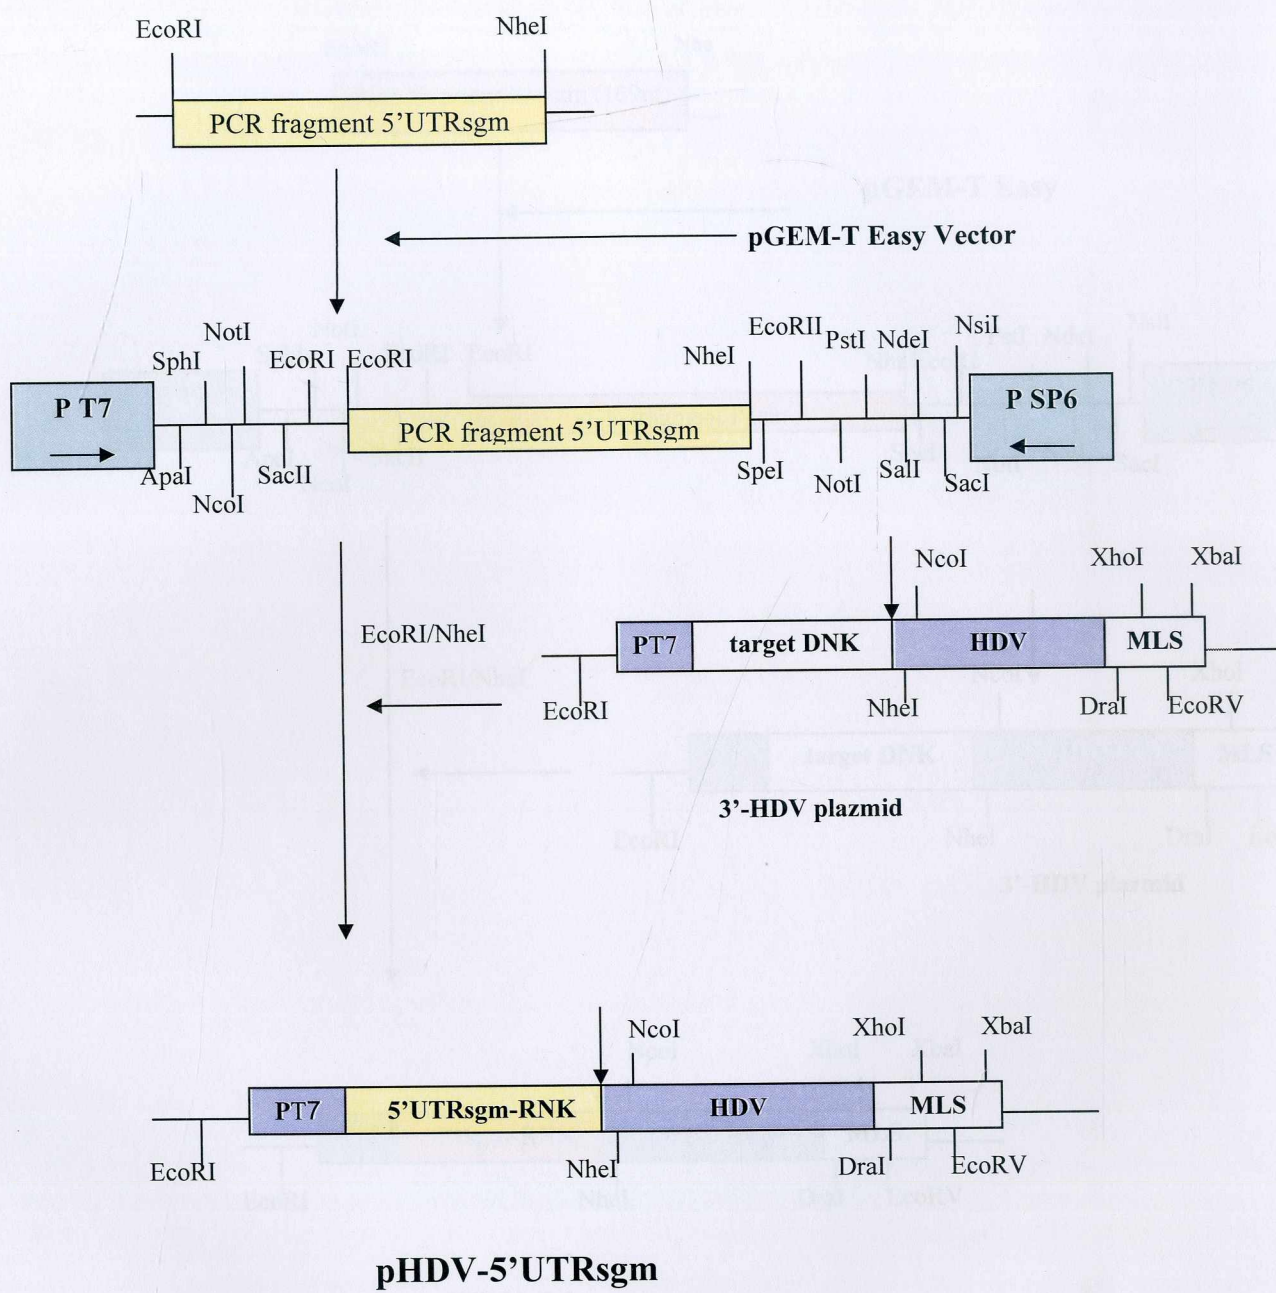 EcoRI NheI
PCR fragment 5’UTRsgm
pGEM-T Easy Vector
NotI
EcoRII
NsiI
SphI
EcoRI EcoRI
NheI
PstI NdeI
P T7
PCR fragment 5’UTRsgm
P SP6
ApaI
SacII
SpeI
SalI
NcoI
NotI
SacI
NcoI
XhoI
XbaI
EcoRI/NheI
PT7
target DNK
HDV
MLS
EcoRI
NheI
DraI
EcoRV
3’-HDV plazmid
NcoI
XhoI
XbaI
PT7
5’UTRsgm-RNK
HDV
MLS
EcoRI
NheI
DraI
EcoRV
pHDV-5’UTRsgm